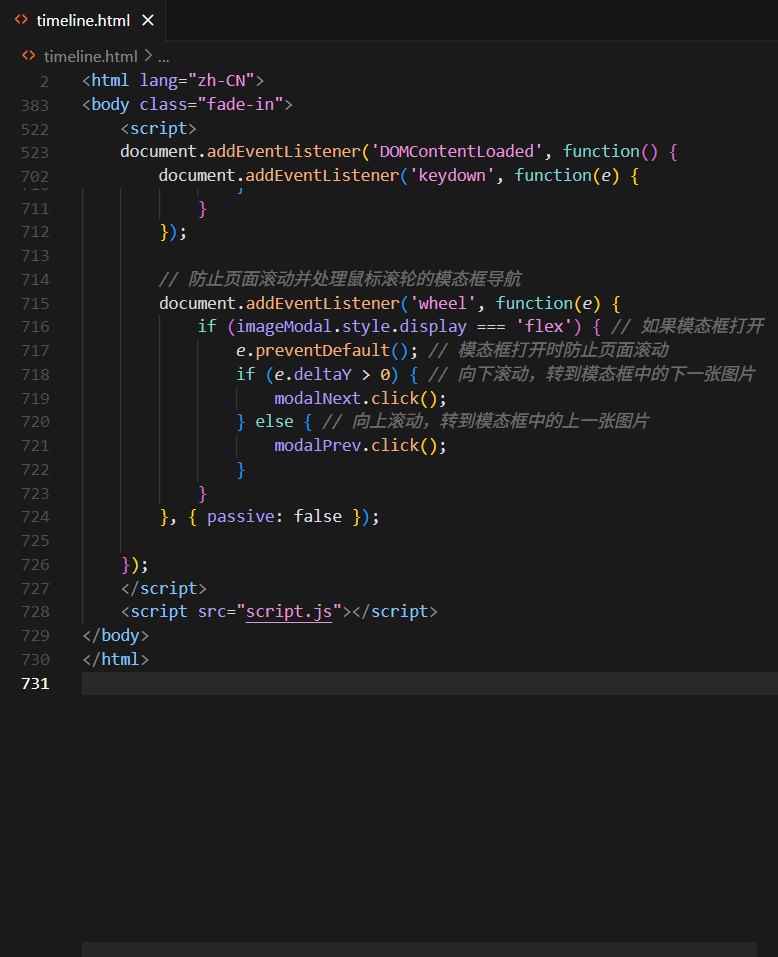 timeline.html
timeline.html > ...
2 <html lang="zh-CN">
383 <body class="fade-in">
522 <script>
523 document.addEventListener('DOMContentLoaded', function() {
702 document.addEventListener('keydown', function(e) {
711 }
712 });
713
714 // 防止页面滚动并处理鼠标滚轮的模态框导航
715 document.addEventListener('wheel', function(e) {
716 if (imageModal.style.display === 'flex') { // 如果模态框打开
717 e.preventDefault(); // 模态框打开时防止页面滚动
718 if (e.deltaY > 0) { // 向下滚动，转到模态框中的下一张图片
719 modalNext.click();
720 } else { // 向上滚动，转到模态框中的上一张图片
721 modalPrev.click();
722 }
723 }
724 }, { passive: false });
725
726 });
727 </script>
728 <script src="script.js"></script>
729 </body>
730 </html>
731